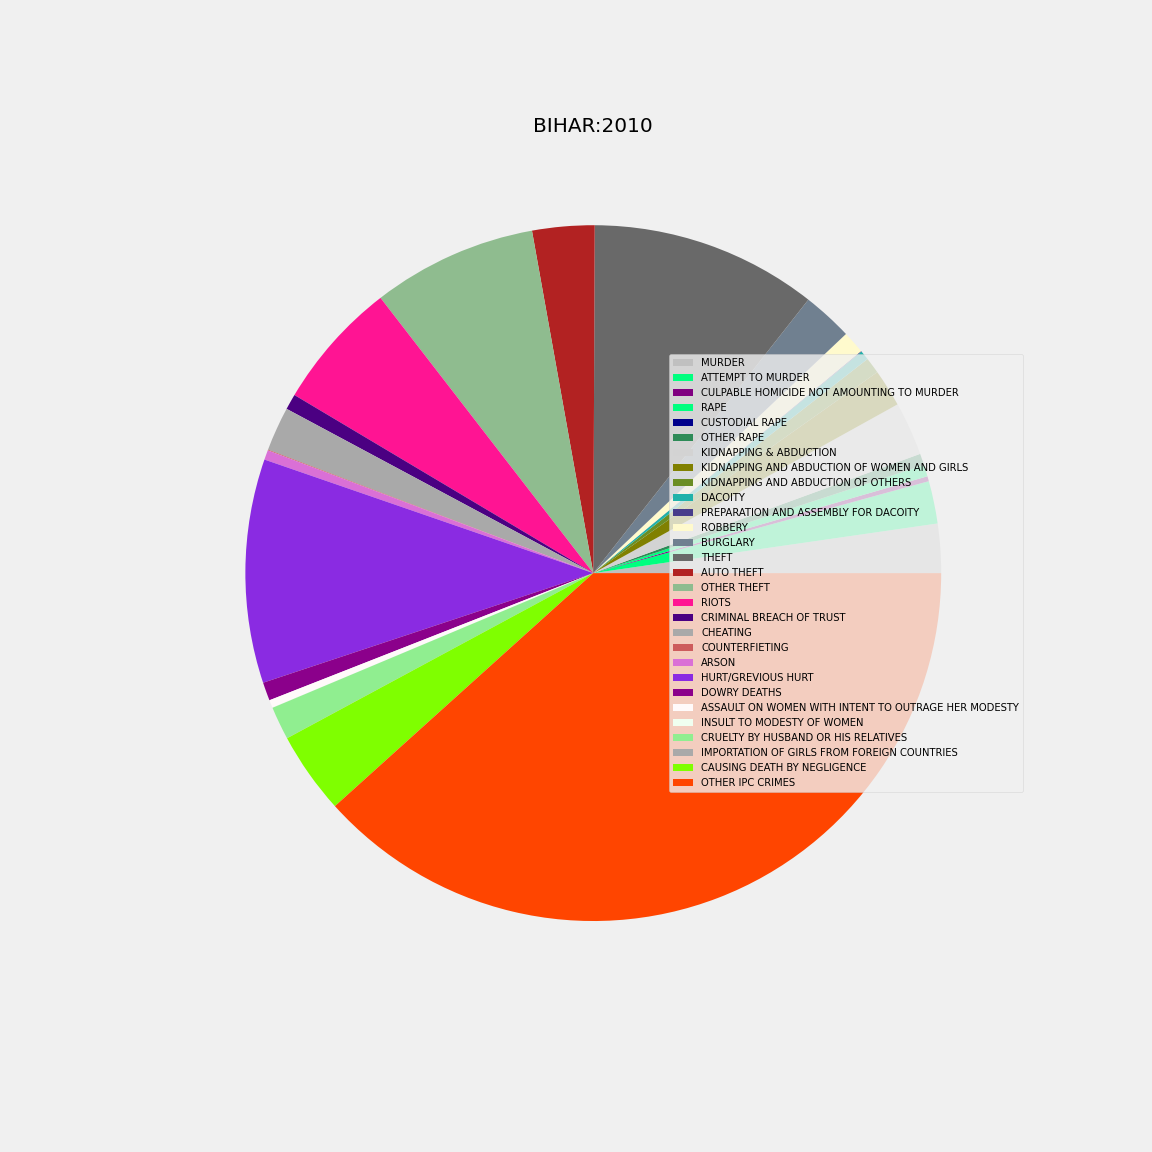 BIHAR:2010
MURDER
ATTEMPT TO MURDER
CULPABLE HOMICIDE NOT AMOUNTING TO MURDER
RAPE
CUSTODIAL RAPE
OTHER RAPE
KIDNAPPING & ABDUCTION
KIDNAPPING AND ABDUCTION OF WOMEN AND GIRLS
KIDNAPPING AND ABDUCTION OF OTHERS
DACOITY
PREPARATION AND ASSEMBLY FOR DACOITY
ROBBERY
BURGLARY
THEFT
AUTO THEFT
OTHER THEFT
RIOTS
CRIMINAL BREACH OF TRUST
CHEATING
COUNTERFIETING
ARSON
HURT/GREVIOUS HURT
DOWRY DEATHS
ASSAULT ON WOMEN WITH INTENT TO OUTRAGE HER MODESTY
INSULT TO MODESTY OF WOMEN
CRUELTY BY HUSBAND OR HIS RELATIVES
IMPORTATION OF GIRLS FROM FOREIGN COUNTRIES
CAUSING DEATH BY NEGLIGENCE
OTHER IPC CRIMES